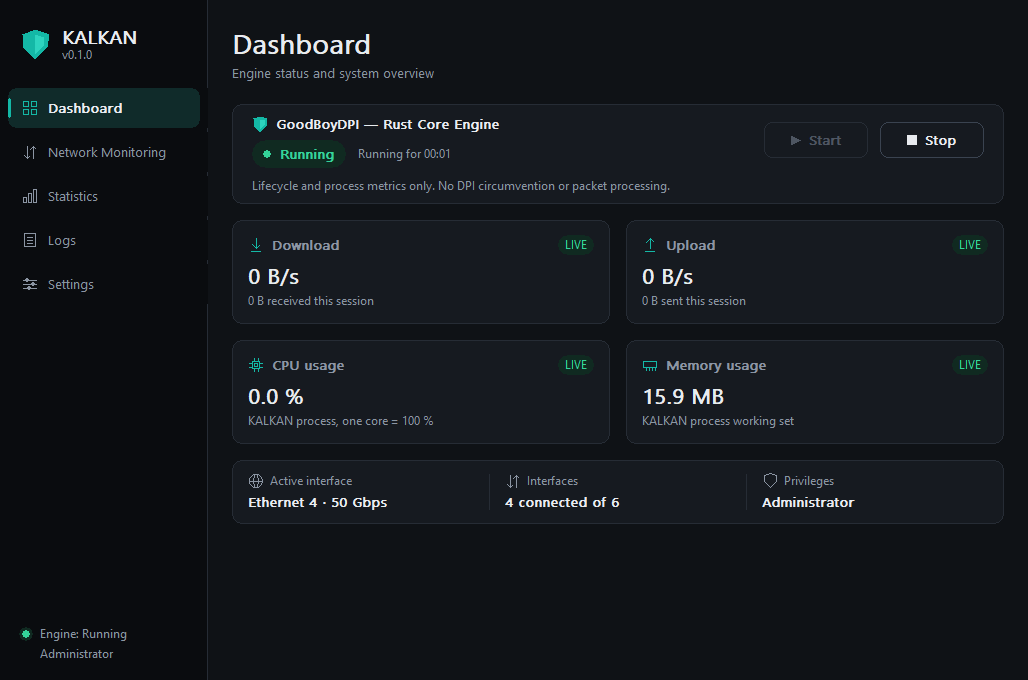 KALKAN
v0.1.0
Dashboard
Network Monitoring
Statistics
Logs
Settings
Engine: Running
Administrator
Dashboard
Engine status and system overview
GoodBoyDPI — Rust Core Engine
Running
Running for 00:01
Start
Stop
Lifecycle and process metrics only. No DPI circumvention or packet processing.
Download
LIVE
0 B/s
0 B received this session
Upload
LIVE
0 B/s
0 B sent this session
CPU usage
LIVE
0.0 %
KALKAN process, one core = 100 %
Memory usage
LIVE
15.9 MB
KALKAN process working set
Active interface
Ethernet 4 · 50 Gbps
Interfaces
4 connected of 6
Privileges
Administrator